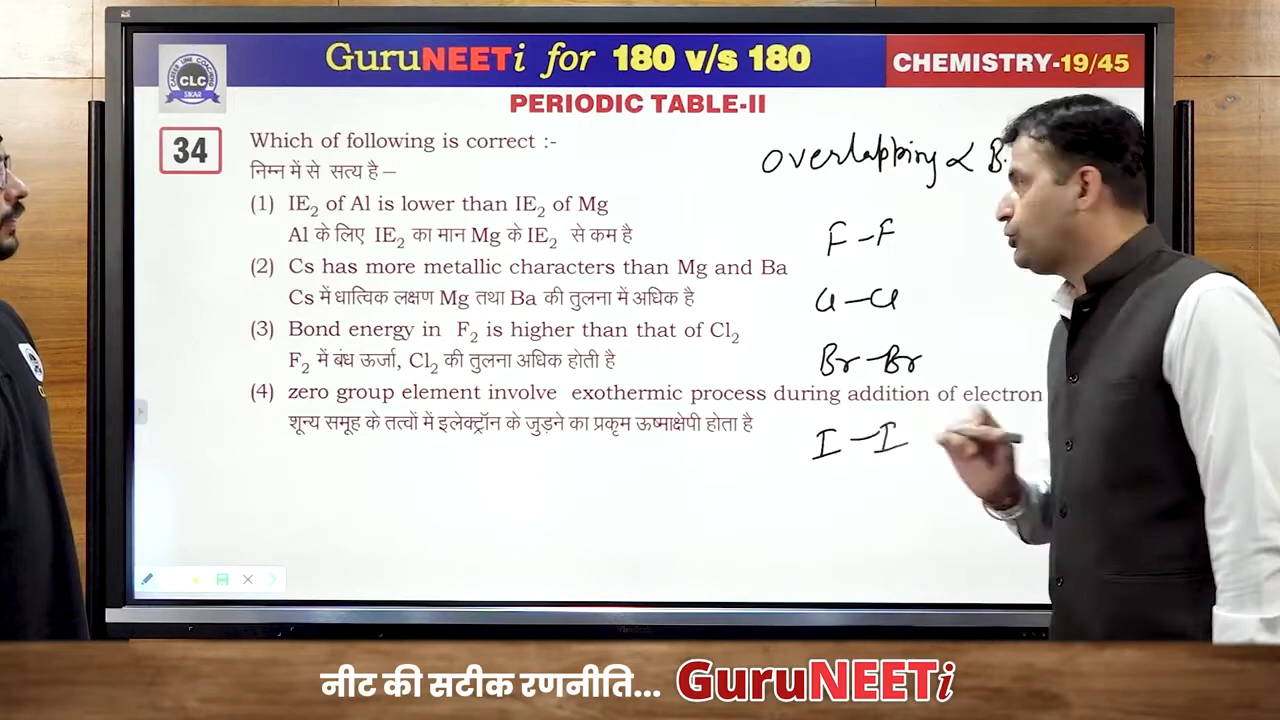 GuruNEETi for 180 v/s 180
CHEMISTRY-19/45
CAREER LINE COACHING
CLC
SIKAR
PERIODIC TABLE-II
34
Which of following is correct :-
निम्न में से सत्य है –
(1) IE₂ of Al is lower than IE₂ of Mg
Al के लिए IE₂ का मान Mg के IE₂ से कम है
(2) Cs has more metallic characters than Mg and Ba
Cs में धात्विक लक्षण Mg तथा Ba की तुलना में अधिक है
(3) Bond energy in F₂ is higher than that of Cl₂
F₂ में बंध ऊर्जा, Cl₂ की तुलना अधिक होती है
(4) zero group element involve exothermic process during addition of electron
शून्य समूह के तत्वों में इलेक्ट्रॉन के जुड़ने का प्रकृम ऊष्माक्षेपी होता है
overlapping ∝ B.
F-F
Cl-Cl
Br-Br
I-I
नीट की सटीक रणनीति... GuruNEETi